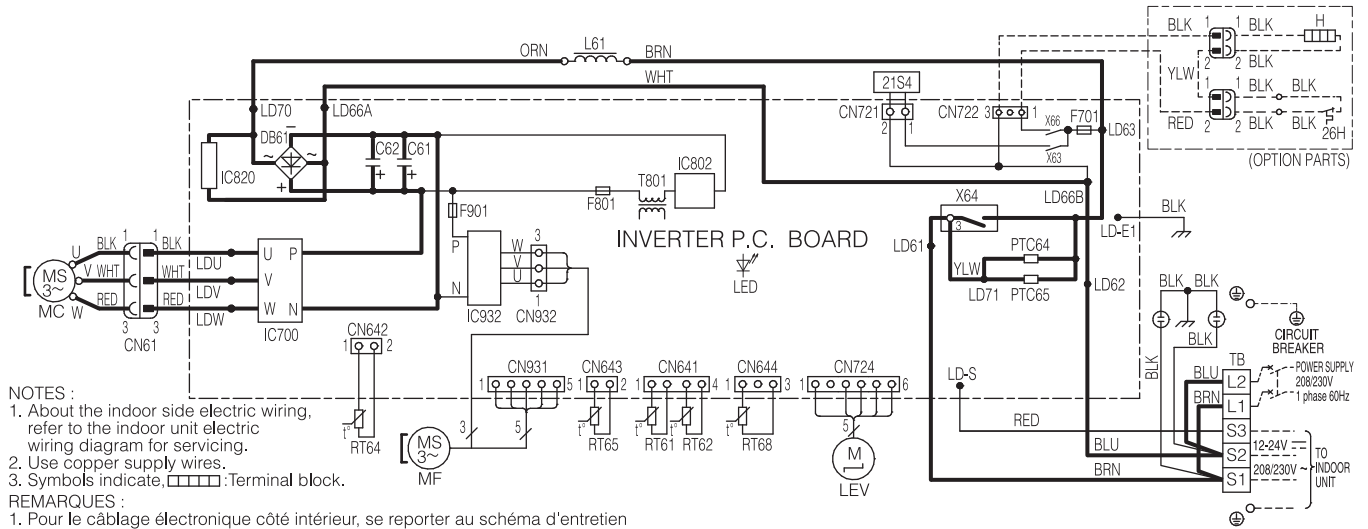 ORN L61 BRN
WHT
BLK 1 1 BLK H
2 2 BLK
YLW
1 1 BLK BLK
RED 2 2 BLK BLK 26H
(OPTION PARTS)
LD70 LD66A
21S4
CN721 2 1
CN722 3 1
X66 F701 LD63
X63
DB61
~ ~
− +
C62 C61
+ +
IC820
T801 IC802
F801
F901
LD66B
X64
3
LD61
YLW
PTC64
PTC65
LD71
LD62
LD-E1 BLK
INVERTER P.C. BOARD
LED
P W 3
V
N U 1
IC932 CN932
U BLK 1 1 BLK LDU U P
V WHT WHT LDV V
W RED 3 3 RED LDW W N
MS
3~
MC
CN61
IC700
BLK BLK
BLK
CIRCUIT
BREAKER
TB
BLU L2
BRN L1
POWER SUPPLY
208/230V
1 phase 60Hz
LD-S
RED S3
BLU S2
BRN S1
12-24V ⎓
208/230V ~
TO
INDOOR
UNIT
CN642
1 2
t° RT64
CN931
1 5
3 5
MS
3~
MF
CN643
1 2
t° RT65
CN641
1 4
t° t°
RT61 RT62
CN644
1 3
t° RT68
CN724
1 6
5
M
LEV
NOTES :
1. About the indoor side electric wiring,
refer to the indoor unit electric
wiring diagram for servicing.
2. Use copper supply wires.
3. Symbols indicate, :Terminal block.
REMARQUES :
1. Pour le câblage électronique côté intérieur, se reporter au schéma d'entretien